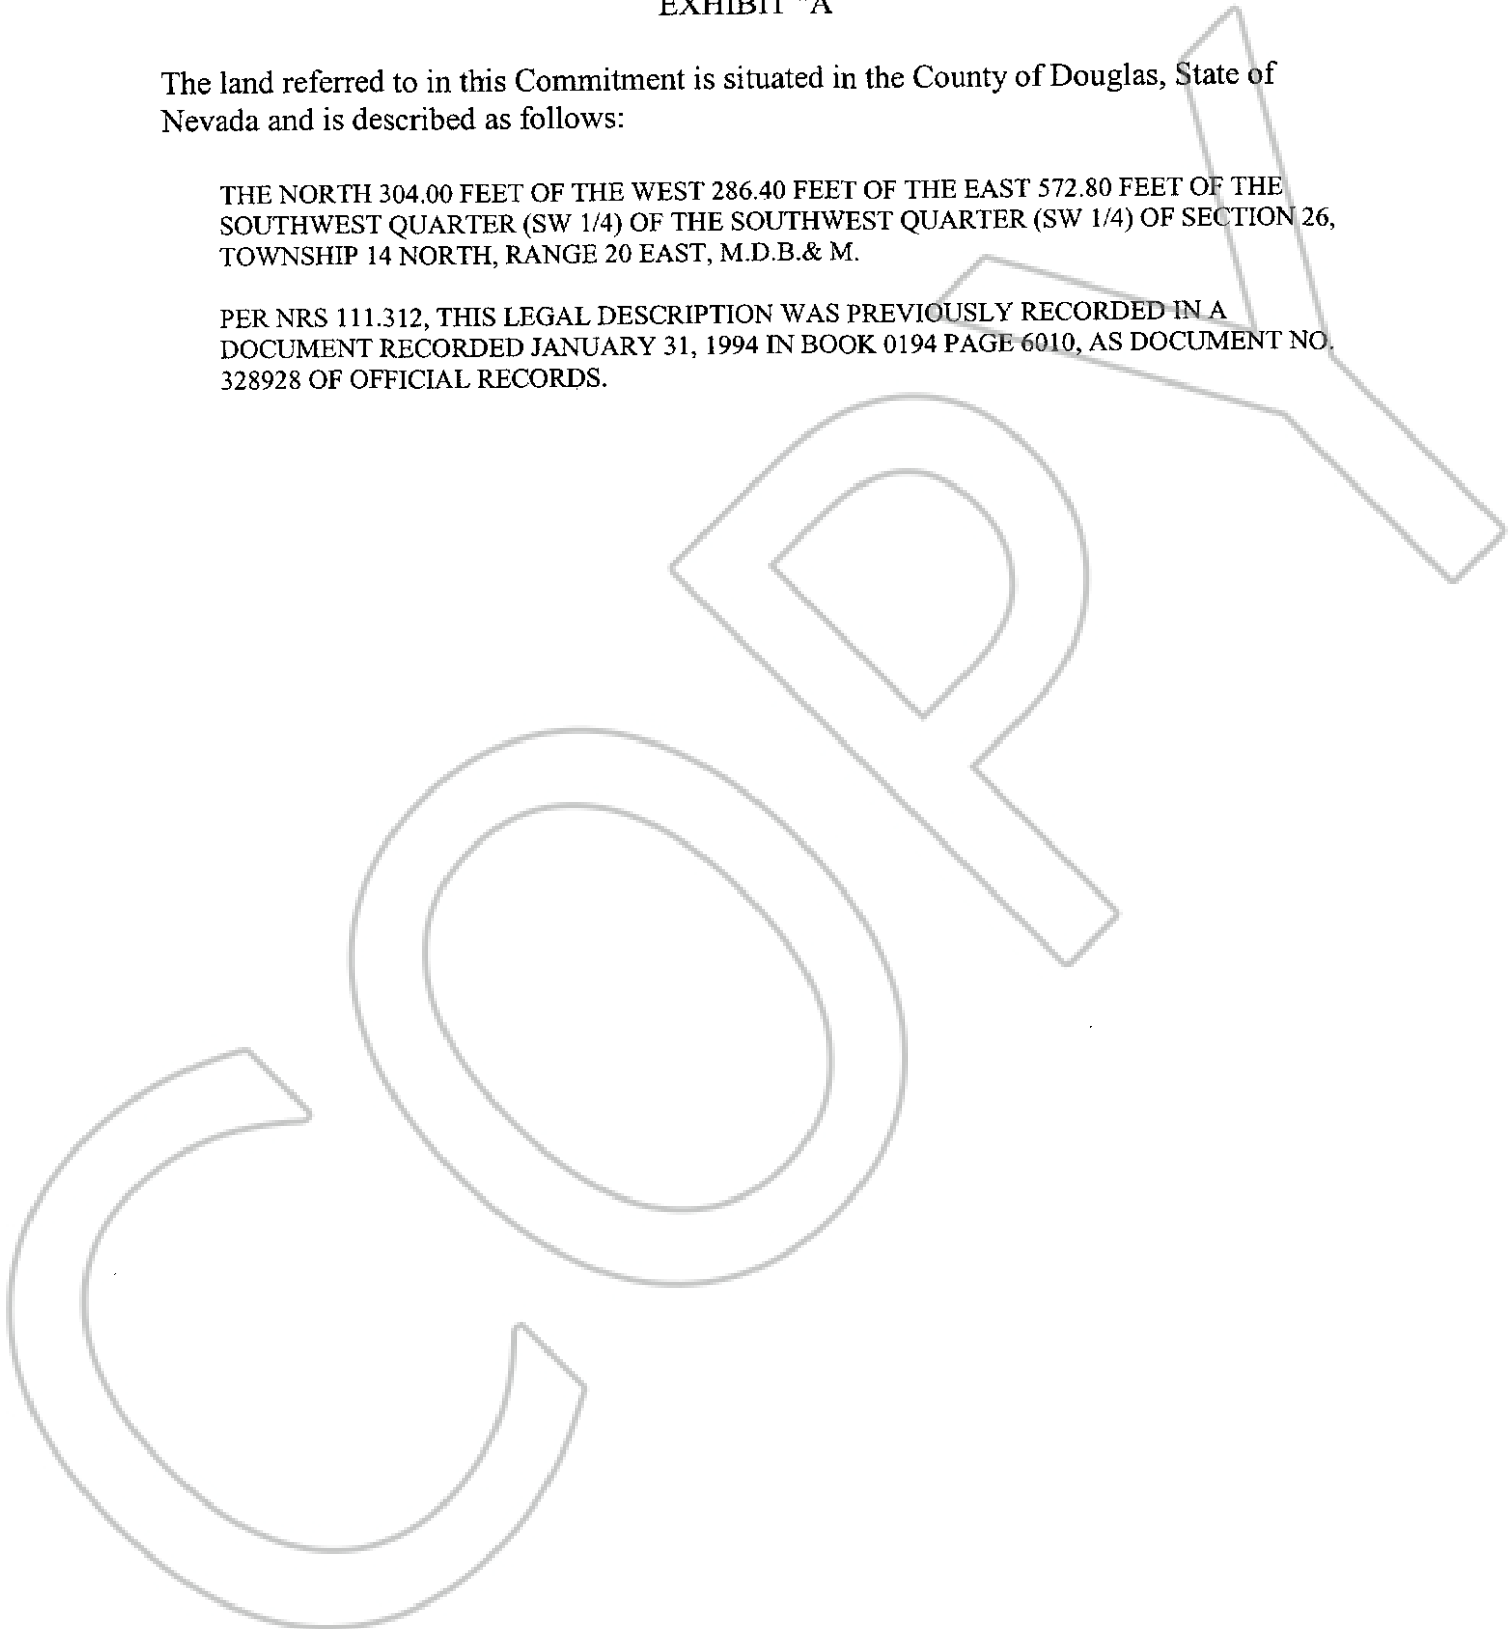 EXHIBIT "A
The land referred to in this Commitment is situated in the County of Douglas, State of
Nevada and is described as follows:
THE NORTH 304.00 FEET OF THE WEST 286.40 FEET OF THE EAST 572.80 FEET OF THE
SOUTHWEST QUARTER (SW 1/4) OF THE SOUTHWEST QUARTER (SW 1/4) OF SECTION 26,
TOWNSHIP 14 NORTH, RANGE 20 EAST, M.D.B.& M.
PER NRS 111.312, THIS LEGAL DESCRIPTION WAS PREVIOUSLY RECORDED IN A
DOCUMENT RECORDED JANUARY 31, 1994 IN BOOK 0194 PAGE 6010, AS DOCUMENT NO.
328928 OF OFFICIAL RECORDS.
COPY